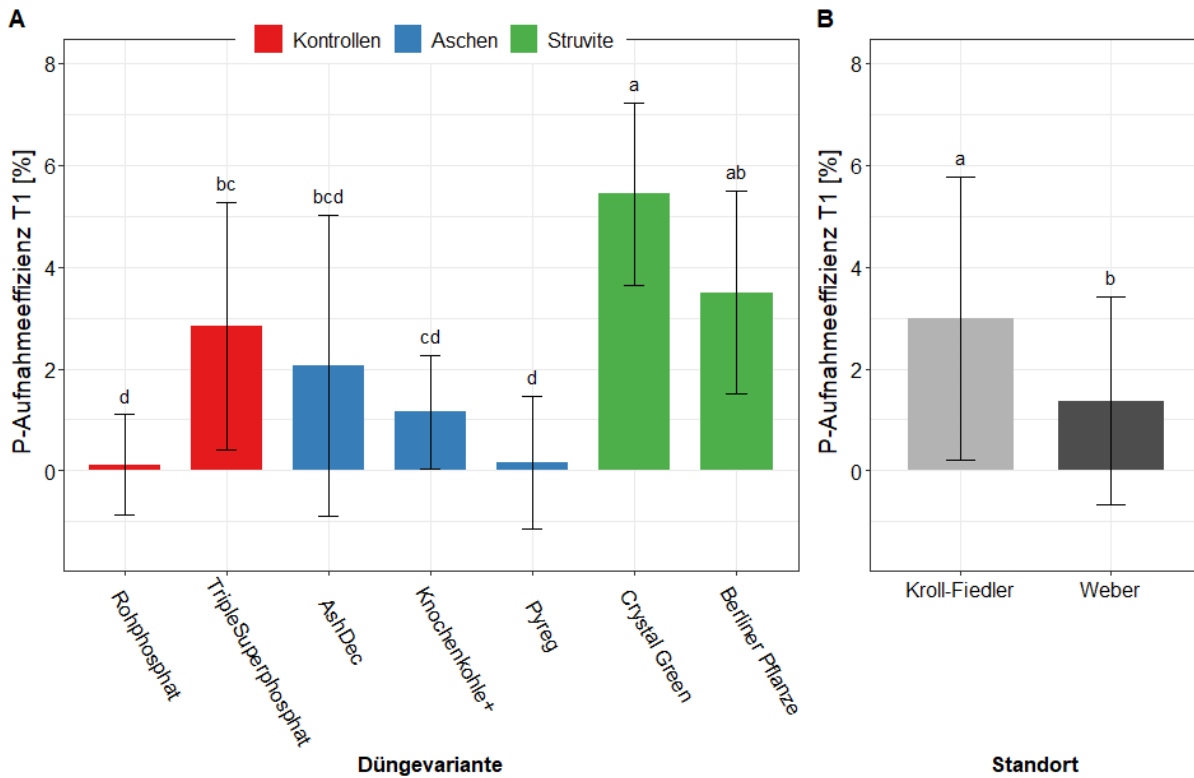 A
B
Kontrollen Aschen Struvite
P-Aufnahmeeffizienz T1 [%]
8
6
4
2
0
d
bc
bcd
cd
d
a
ab
Rohphosphat
TripleSuperphosphat
AshDec
Knochenkohle+
Pyreg
Crystal Green
Berliner Pflanze
Düngevariante
P-Aufnahmeeffizienz T1 [%]
8
6
4
2
0
a
b
Kroll-Fiedler
Weber
Standort